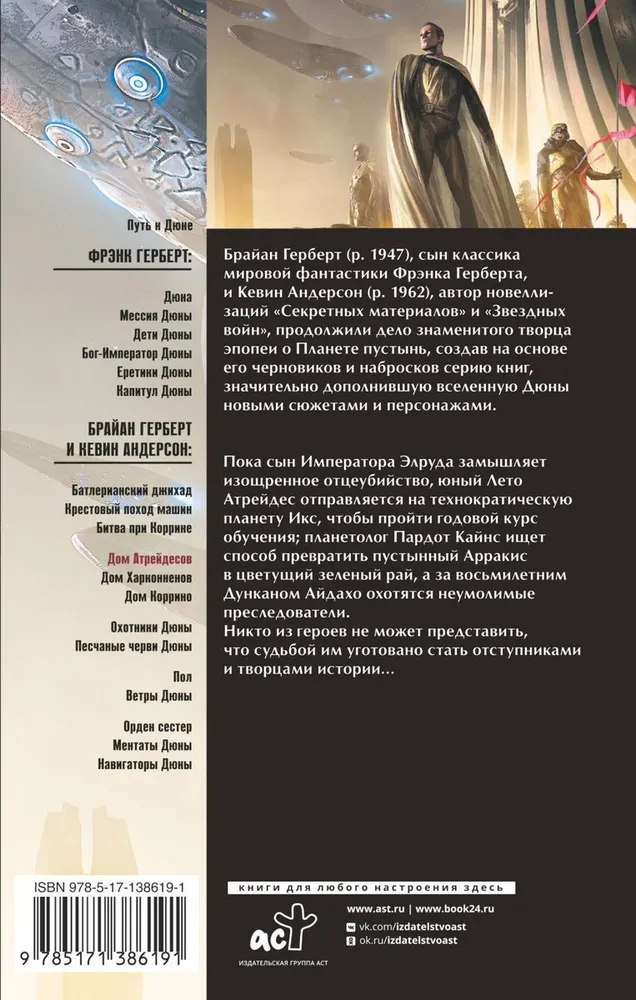 Путь к Дюне
ФРЭНК ГЕРБЕРТ:
Дюна
Мессия Дюны
Дети Дюны
Бог-Император Дюны
Еретики Дюны
Капитул Дюны
БРАЙАН ГЕРБЕРТ
И КЕВИН АНДЕРСОН:
Батлерианский джихад
Крестовый поход машин
Битва при Коррине
Дом Атрейдесов
Дом Харконненов
Дом Коррино
Охотники Дюны
Песчаные черви Дюны
Пол
Ветры Дюны
Орден сестер
Ментаты Дюны
Навигаторы Дюны
Брайан Герберт (р. 1947), сын классика
мировой фантастики Фрэнка Герберта,
и Кевин Андерсон (р. 1962), автор новелли-
заций «Секретных материалов» и «Звездных
войн», продолжили дело знаменитого творца
эпопеи о Планете пустынь, создав на основе
его черновиков и набросков серию книг,
значительно дополнившую вселенную Дюны
новыми сюжетами и персонажами.
Пока сын Императора Элруда замышляет
изощренное отцеубийство, юный Лето
Атрейдес отправляется на технократическую
планету Икс, чтобы пройти годовой курс
обучения; планетолог Пардот Кайнс ищет
способ превратить пустынный Арракис
в цветущий зеленый рай, а за восьмилетним
Дунканом Айдахо охотятся неумолимые
преследователи.
Никто из героев не может представить,
что судьбой им уготовано стать отступниками
и творцами истории...
ISBN 978-5-17-138619-1
9 785171 386191
книги для любого настроения здесь
аст
ИЗДАТЕЛЬСКАЯ ГРУППА АСТ
www.ast.ru | www.book24.ru
vk.com/izdatelstvoast
ok.ru/izdatelstvoast